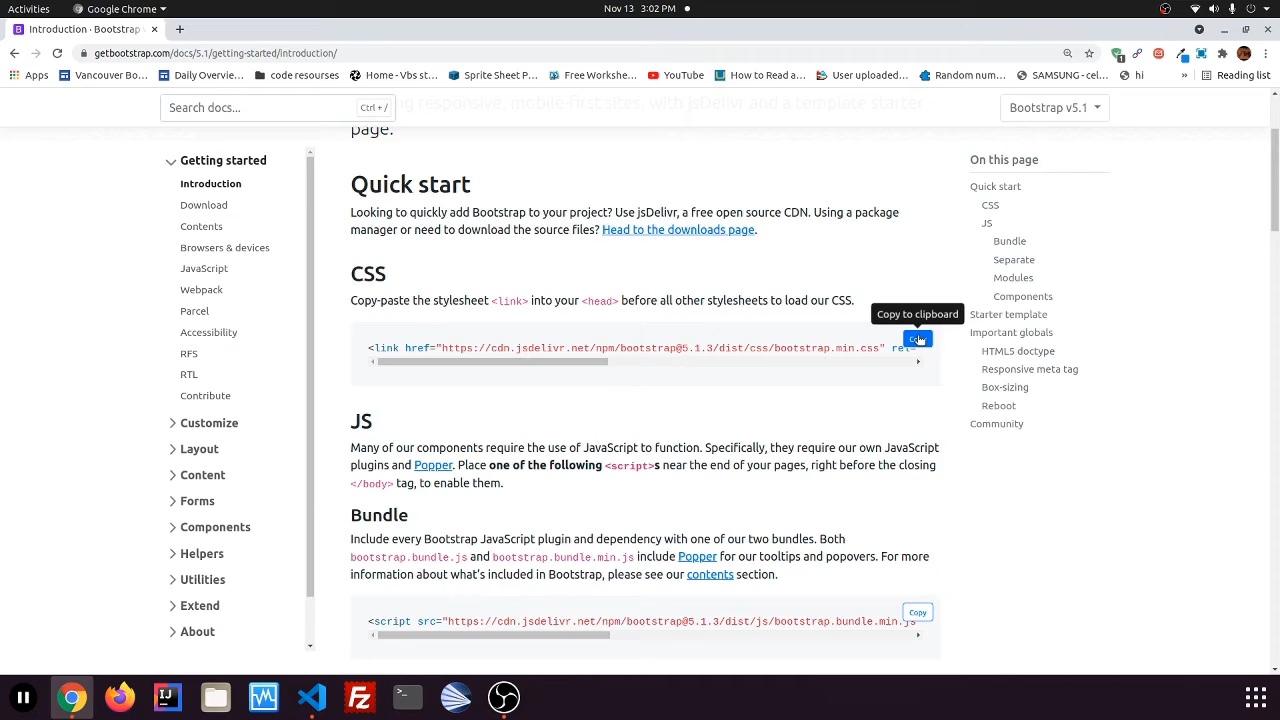 Activities
Google Chrome
Nov 13 3:02 PM
Introduction · Bootstrap
getbootstrap.com/docs/5.1/getting-started/introduction/
1
Apps
Vancouver Bo...
Daily Overvie...
code resourses
Home - Vbs st...
Sprite Sheet P...
Free Workshe...
YouTube
How to Read a...
User uploaded...
Random num...
SAMSUNG - cel...
hi
»
Reading list
Search docs...
Ctrl + /
responsive, mobile-first sites, with jsDelivr and a template starter
page.
Bootstrap v5.1
Getting started
Introduction
Download
Contents
Browsers & devices
JavaScript
Webpack
Parcel
Accessibility
RFS
RTL
Contribute
Customize
Layout
Content
Forms
Components
Helpers
Utilities
Extend
About
Quick start
Looking to quickly add Bootstrap to your project? Use jsDelivr, a free open source CDN. Using a package
manager or need to download the source files? Head to the downloads page.
CSS
Copy-paste the stylesheet <link> into your <head> before all other stylesheets to load our CSS.
Copy to clipboard
<link href="https://cdn.jsdelivr.net/npm/bootstrap@5.1.3/dist/css/bootstrap.min.css" rel=
JS
Many of our components require the use of JavaScript to function. Specifically, they require our own JavaScript
plugins and Popper. Place one of the following <script>s near the end of your pages, right before the closing
</body> tag, to enable them.
Bundle
Include every Bootstrap JavaScript plugin and dependency with one of our two bundles. Both
bootstrap.bundle.js and bootstrap.bundle.min.js include Popper for our tooltips and popovers. For more
information about what's included in Bootstrap, please see our contents section.
Copy
<script src="https://cdn.jsdelivr.net/npm/bootstrap@5.1.3/dist/js/bootstrap.bundle.min.js
On this page
Quick start
CSS
JS
Bundle
Separate
Modules
Components
Starter template
Important globals
HTML5 doctype
Responsive meta tag
Box-sizing
Reboot
Community